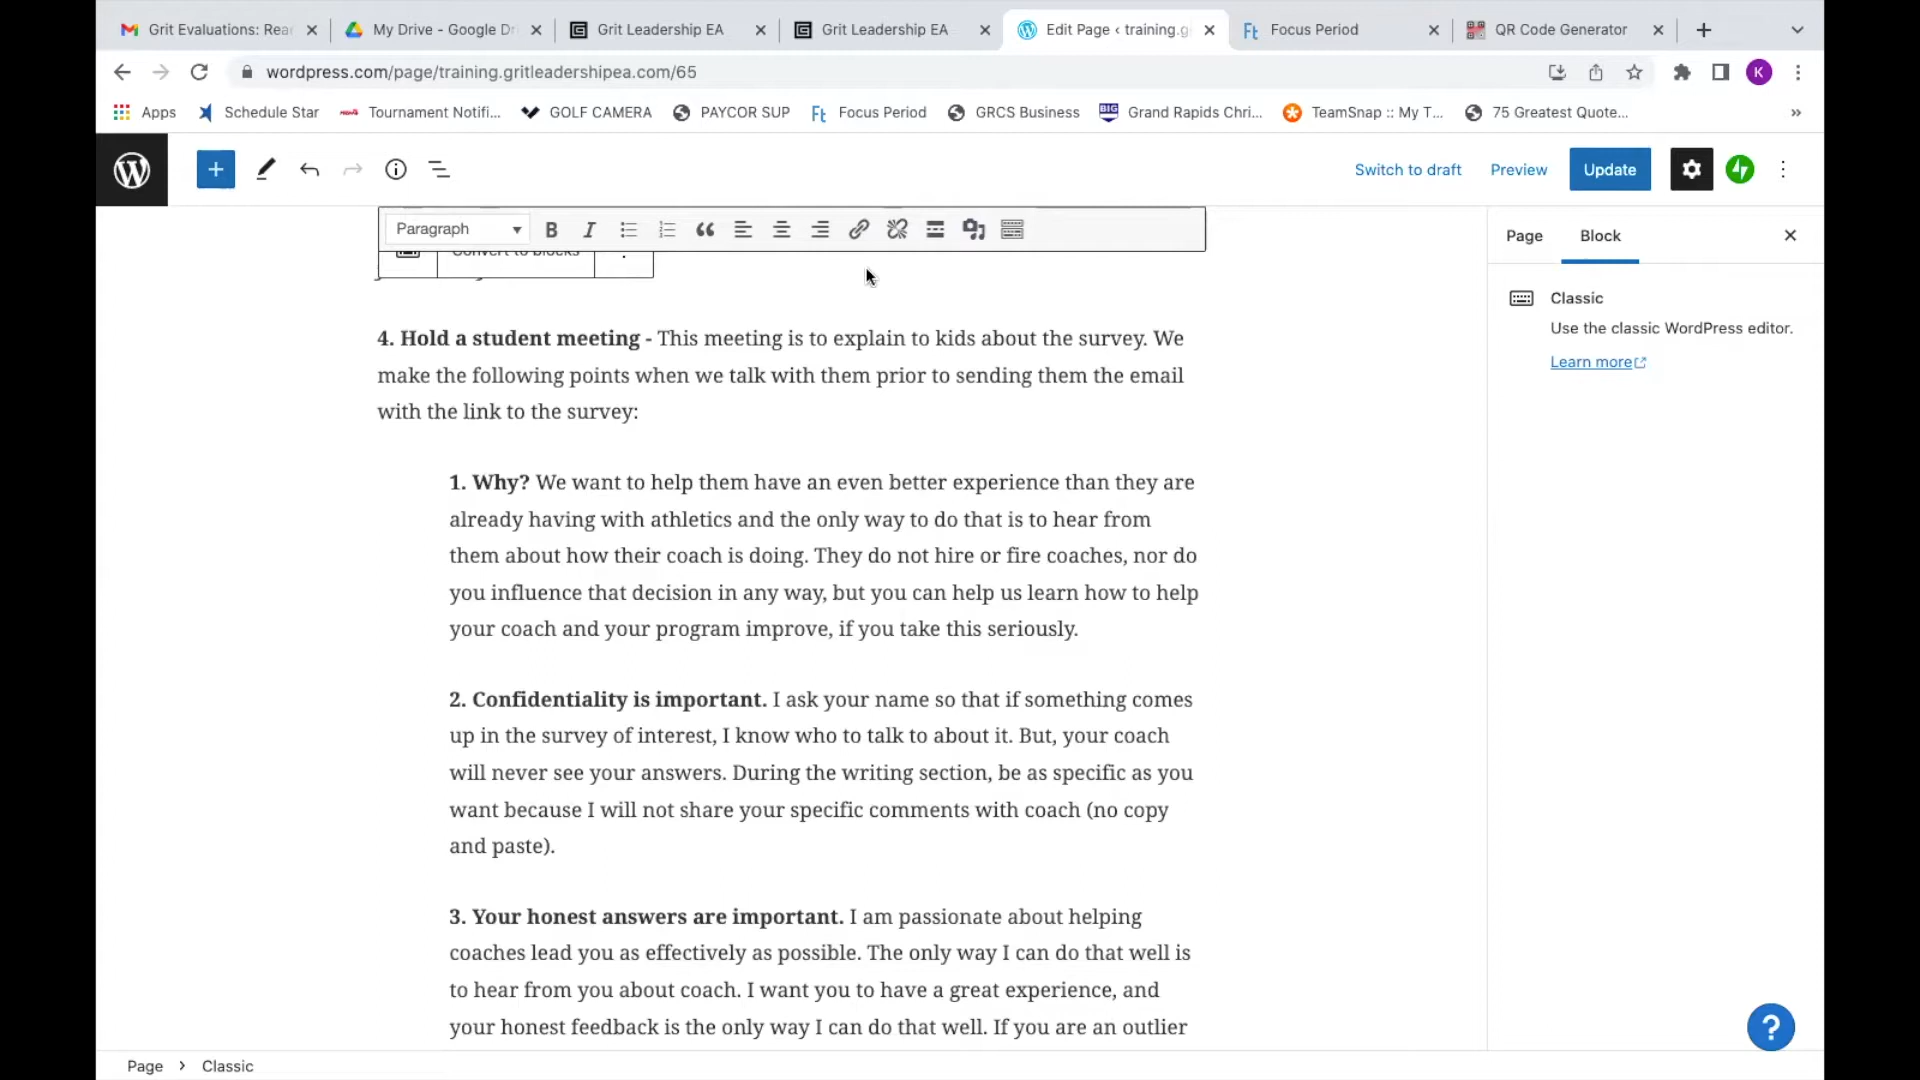 Grit Evaluations: Rea
My Drive - Google Dr
Grit Leadership EA
Grit Leadership EA
Edit Page ‹ training.g
Focus Period
QR Code Generator
wordpress.com/page/training.gritleadershipea.com/65
K
Apps
Schedule Star
Tournament Notifi...
GOLF CAMERA
PAYCOR SUP
Focus Period
GRCS Business
Grand Rapids Chri...
TeamSnap :: My T...
75 Greatest Quote...
»
Switch to draft
Preview
Update
Paragraph
B
I
Convert to blocks
4. Hold a student meeting - This meeting is to explain to kids about the survey. We
make the following points when we talk with them prior to sending them the email
with the link to the survey:
1. Why? We want to help them have an even better experience than they are
already having with athletics and the only way to do that is to hear from
them about how their coach is doing. They do not hire or fire coaches, nor do
you influence that decision in any way, but you can help us learn how to help
your coach and your program improve, if you take this seriously.
2. Confidentiality is important. I ask your name so that if something comes
up in the survey of interest, I know who to talk to about it. But, your coach
will never see your answers. During the writing section, be as specific as you
want because I will not share your specific comments with coach (no copy
and paste).
3. Your honest answers are important. I am passionate about helping
coaches lead you as effectively as possible. The only way I can do that well is
to hear from you about coach. I want you to have a great experience, and
your honest feedback is the only way I can do that well. If you are an outlier
Page
Block
Classic
Use the classic WordPress editor.
Learn more
?
Page › Classic